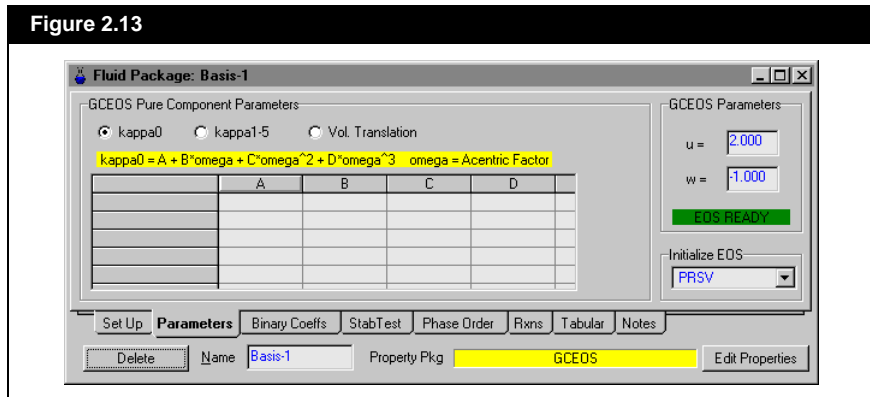 Figure 2.13
Fluid Package: Basis-1
GCEOS Pure Component Parameters
kappa0 kappa1-5 Vol. Translation
kappa0 = A + B*omega + C*omega^2 + D*omega^3 omega = Acentric Factor
A B C D
GCEOS Parameters
u = 2.000
w = -1.000
EOS READY
Initialize EOS
PRSV
Set Up Parameters Binary Coeffs StabTest Phase Order Rxns Tabular Notes
Delete Name Basis-1 Property Pkg GCEOS Edit Properties